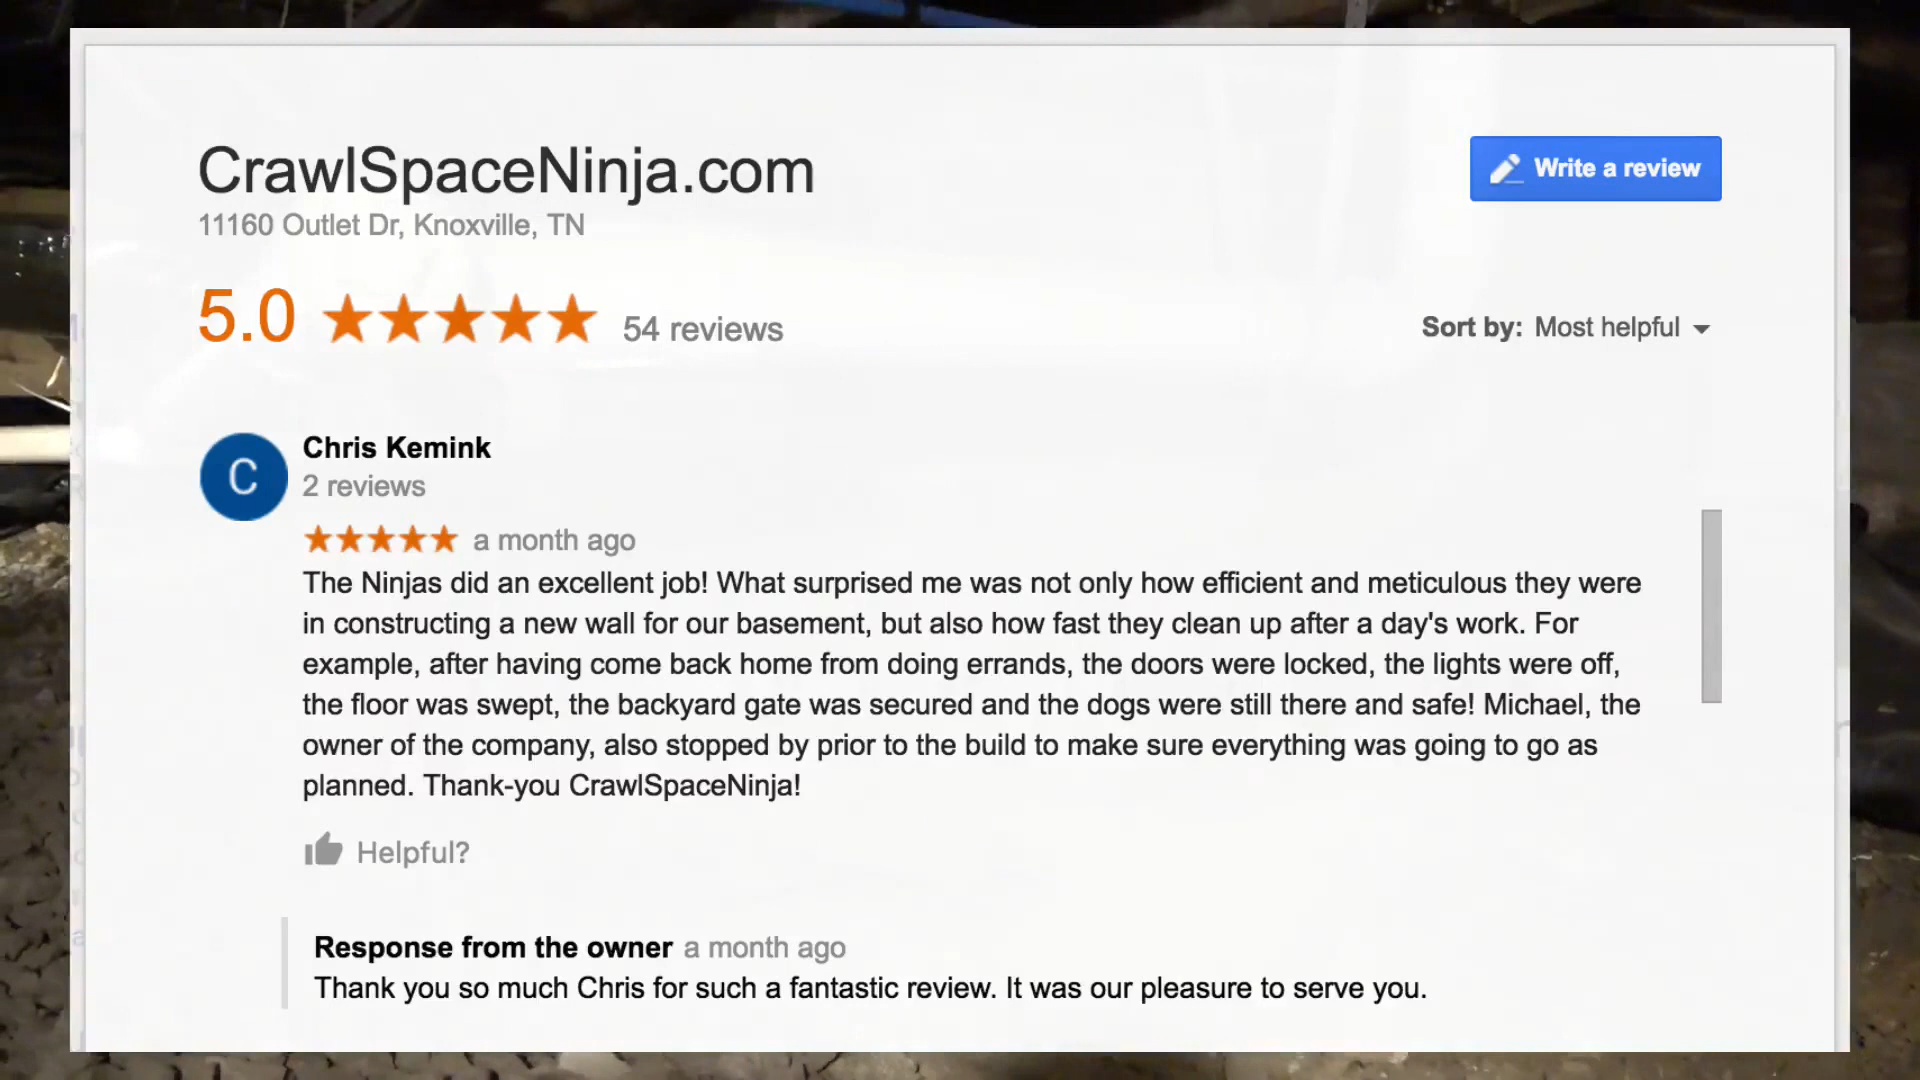 CrawlSpaceNinja.com
Write a review
11160 Outlet Dr, Knoxville, TN
5.0
54 reviews
Sort by: Most helpful
C
Chris Kemink
2 reviews
a month ago
The Ninjas did an excellent job! What surprised me was not only how efficient and meticulous they were
in constructing a new wall for our basement, but also how fast they clean up after a day's work. For
example, after having come back home from doing errands, the doors were locked, the lights were off,
the floor was swept, the backyard gate was secured and the dogs were still there and safe! Michael, the
owner of the company, also stopped by prior to the build to make sure everything was going to go as
planned. Thank-you CrawlSpaceNinja!
Helpful?
Response from the owner a month ago
Thank you so much Chris for such a fantastic review. It was our pleasure to serve you.